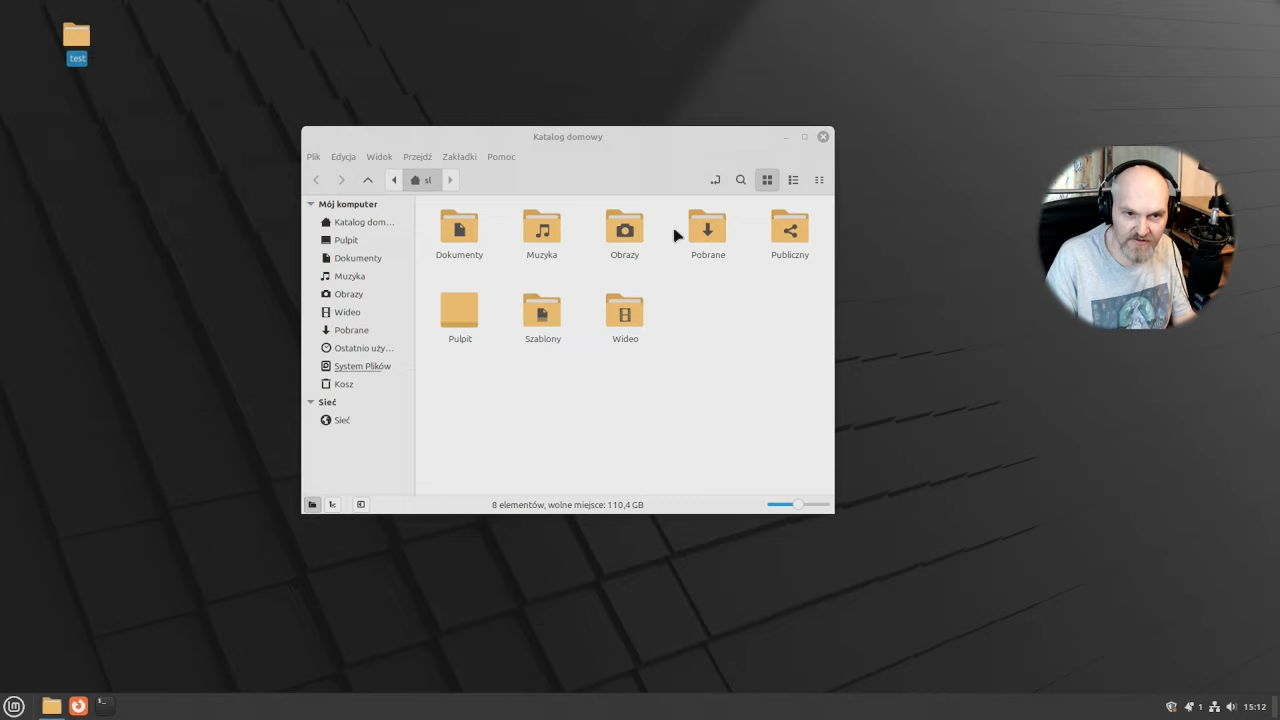 test
Katalog domowy
Plik Edycja Widok Przejdź Zakładki Pomoc
sl
Mój komputer
Katalog dom...
Pulpit
Dokumenty
Muzyka
Obrazy
Wideo
Pobrane
Ostatnio uży...
System Plików
Kosz
Sieć
Sieć
Dokumenty Muzyka Obrazy Pobrane Publiczny
Pulpit Szablony Wideo
8 elementów, wolne miejsce: 110,4 GB
1 15:12